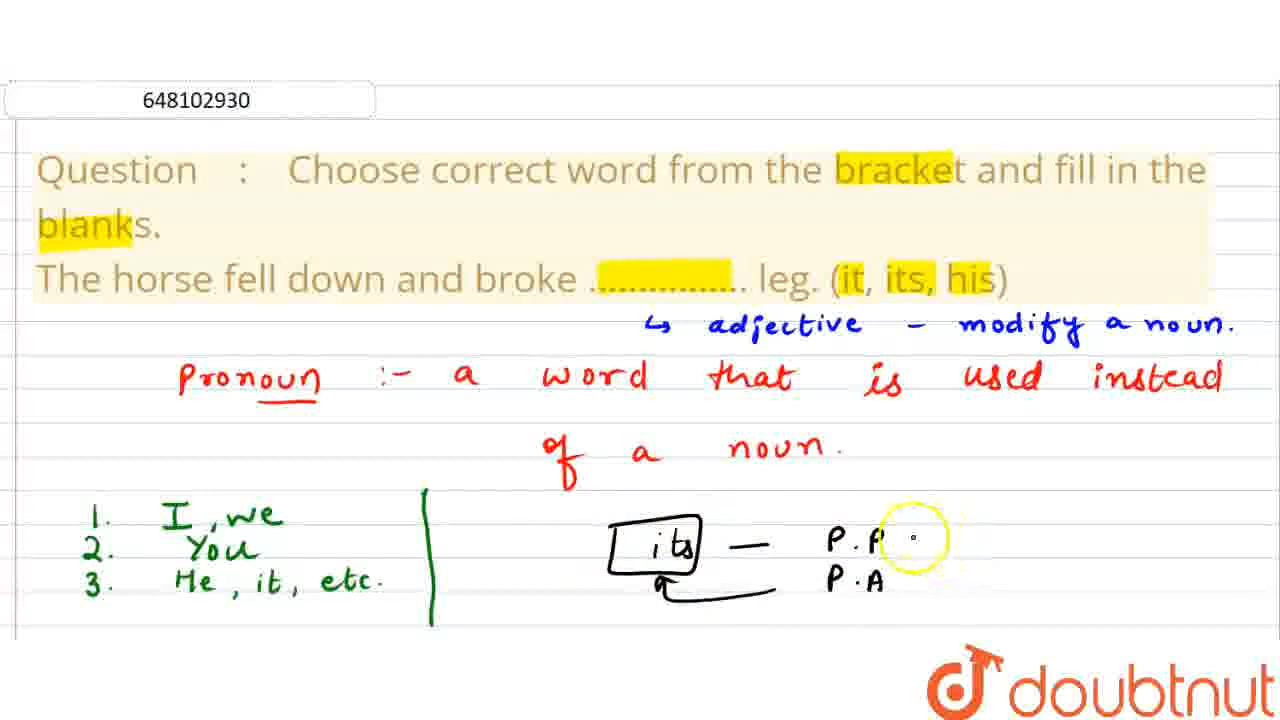 648102930
Question : Choose correct word from the bracket and fill in the
blanks.
The horse fell down and broke ................ leg. (it, its, his)
↳ adjective - modify a noun.
Pronoun :- a word that is used instead
of a noun.
1. I, we
2. You
3. He, it, etc.
its — P.P
P.A
doubtnut